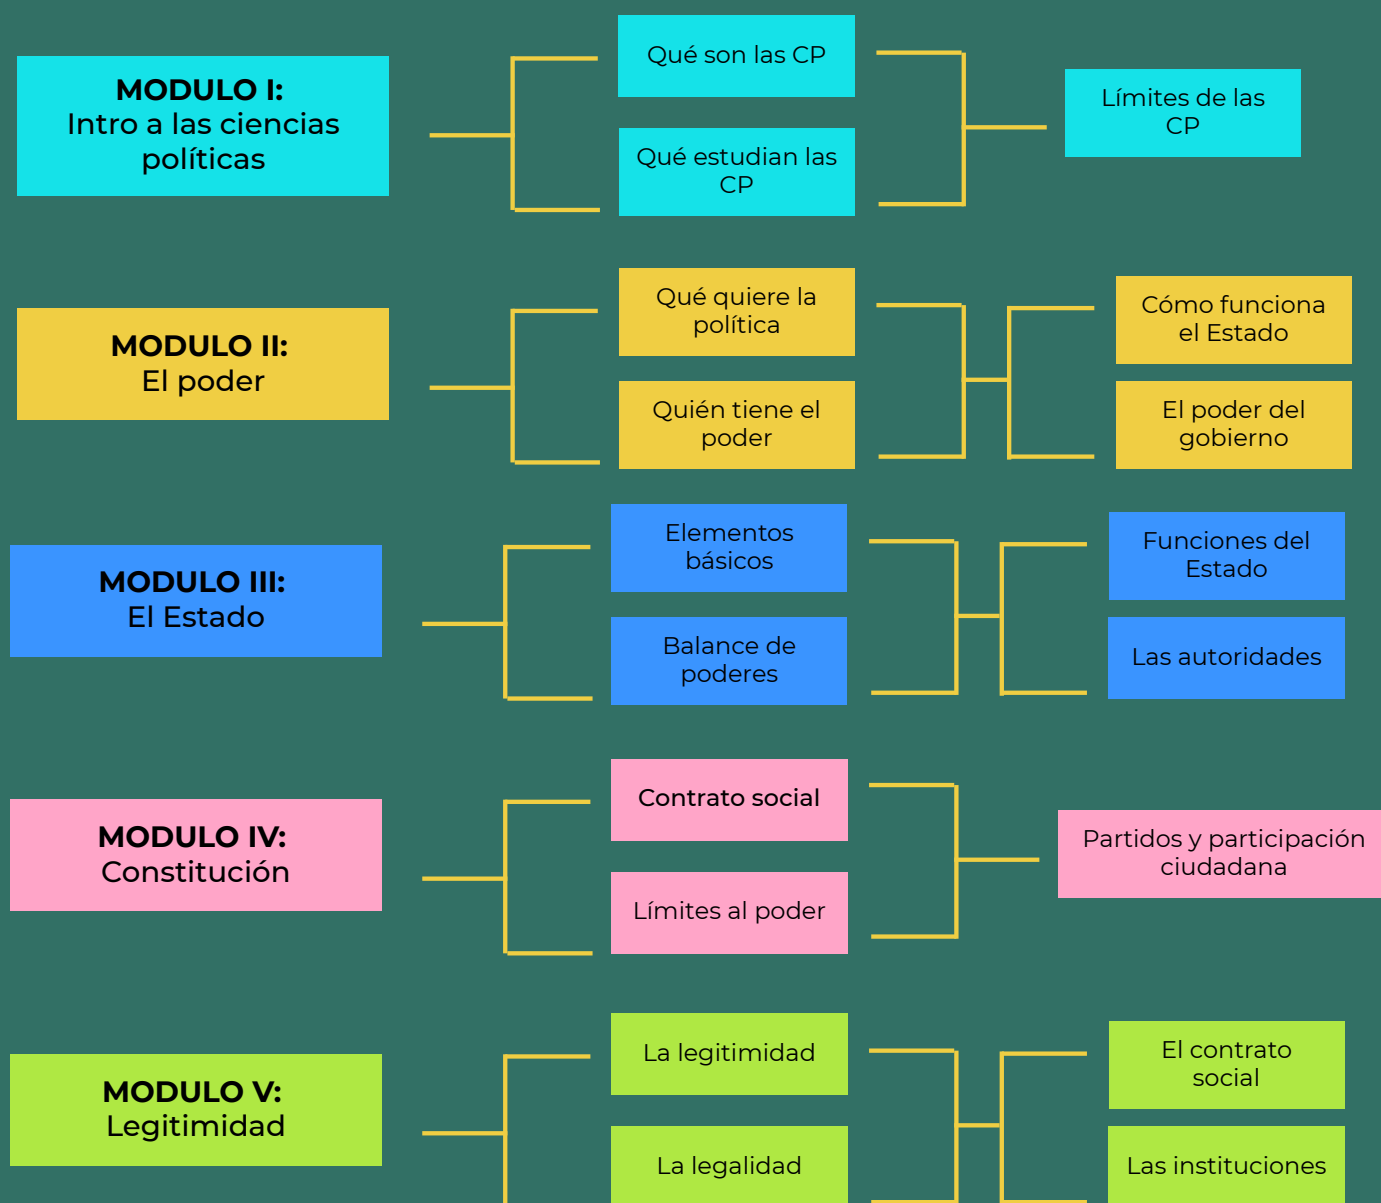 MODULO I:
Intro a las ciencias
políticas
Qué son las CP
Qué estudian las
CP
Límites de las
CP
MODULO II:
El poder
Qué quiere la
política
Quién tiene el
poder
Cómo funciona
el Estado
El poder del
gobierno
MODULO III:
El Estado
Elementos
básicos
Balance de
poderes
Funciones del
Estado
Las autoridades
MODULO IV:
Constitución
Contrato social
Límites al poder
Partidos y participación
ciudadana
MODULO V:
Legitimidad
La legitimidad
La legalidad
El contrato
social
Las instituciones